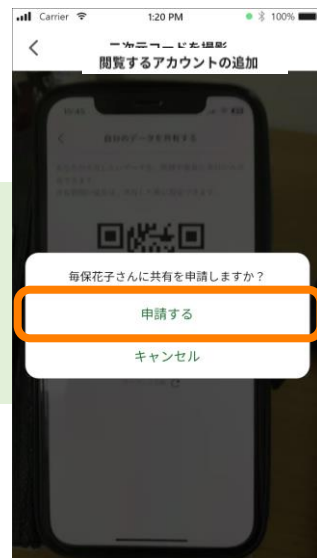 Carrier 1:20 PM 100%
二次元コードを撮影
閲覧するアカウントの追加
自分のデータを共有する
毎保花子さんに共有を申請しますか？
申請する
キャンセル